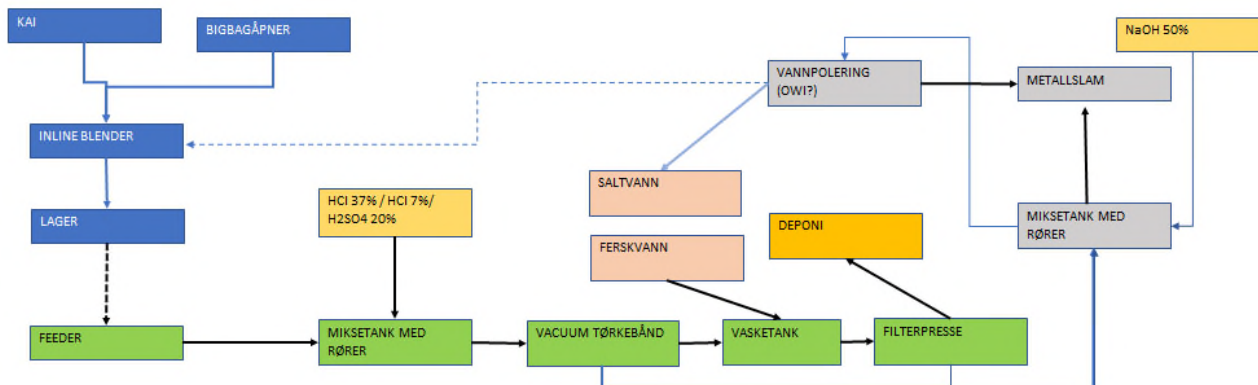 KAI
BIGBAGÅPNER
NaOH 50%
VANNPOLERING
(OWI?)
METALLSLAM
INLINE BLENDER
SALTVANN
HCl 37% / HCl 7%/
H2SO4 20%
LAGER
DEPONI
MIKSETANK MED
RØRER
FERSKVANN
FEEDER
MIKSETANK MED
RØRER
VACUUM TØRKEBÅND
VASKETANK
FILTERPRESSE